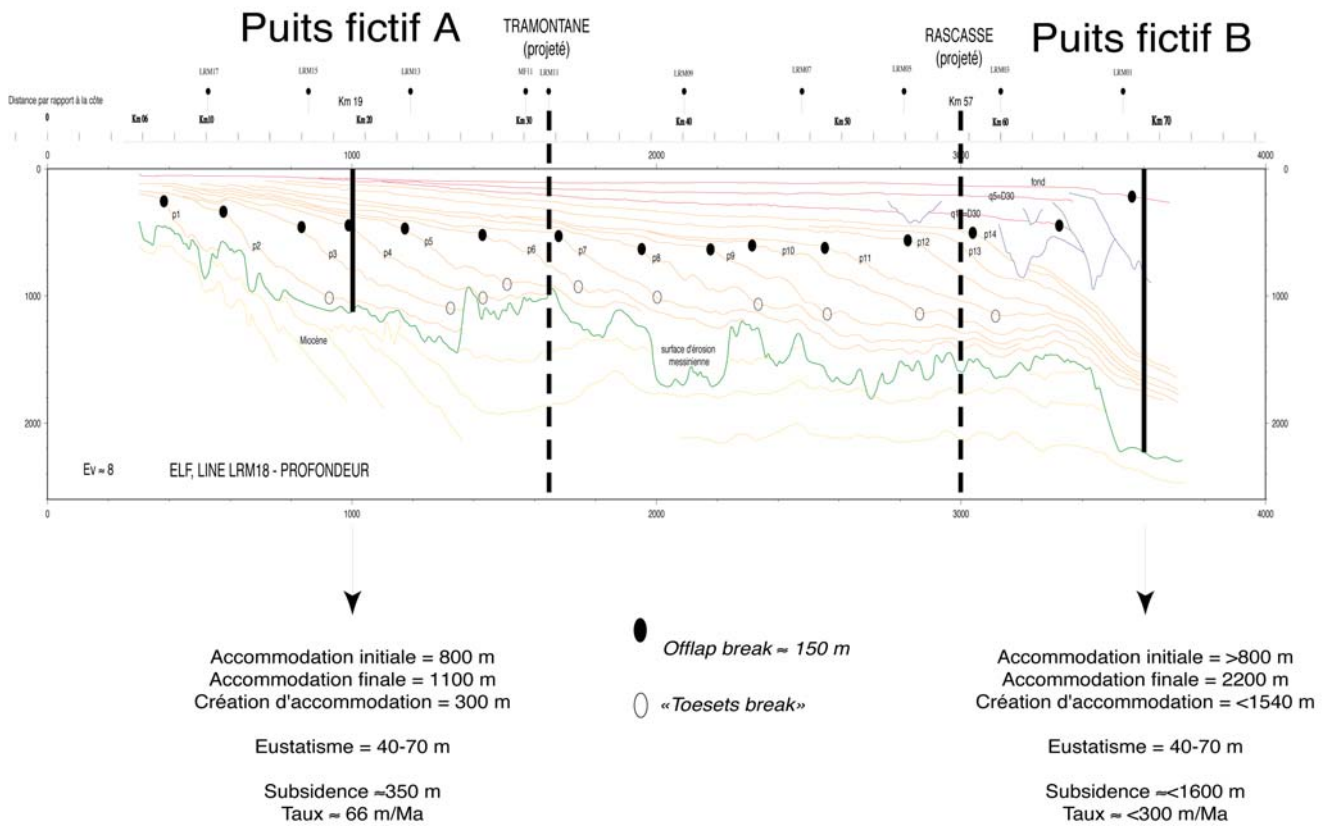 Puits fictif A
TRAMONTANE
(projeté)
RASCASSE
(projeté)
Puits fictif B
LRM17
LRM15
LRM13
MF11
LRM11
LRM09
LRM07
LRM05
LRM03
LRM01
Distance par rapport à la côte
Km 19
Km 57
0
Km 06
Km10
Km 20
Km 30
Km 40
Km 50
Km 60
Km 70
0
1000
2000
3000
4000
0
0
fond
q5=D30
p1
p2
p3
p4
p5
p6
p7
p8
p9
p10
p11
p12
p13
p14
1000
1000
Miocène
surface d'érosion
messinienne
2000
2000
Ev ≈ 8
ELF, LINE LRM18 - PROFONDEUR
0
1000
2000
3000
4000
Accommodation initiale = 800 m
Accommodation finale = 1100 m
Création d'accommodation = 300 m
Eustatisme = 40-70 m
Subsidence ≈350 m
Taux ≈ 66 m/Ma
Offlap break ≈ 150 m
«Toesets break»
Accommodation initiale = >800 m
Accommodation finale = 2200 m
Création d'accommodation = <1540 m
Eustatisme = 40-70 m
Subsidence ≈<1600 m
Taux ≈ <300 m/Ma